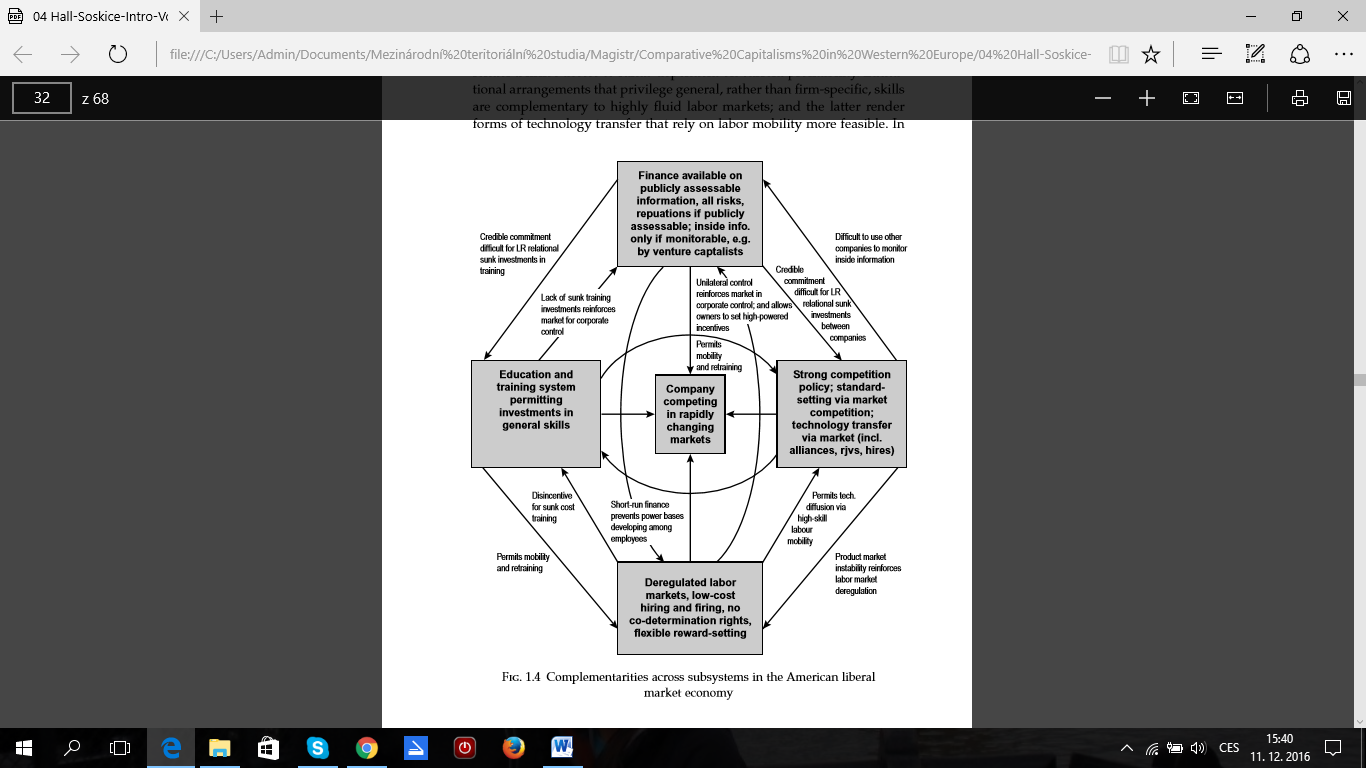 04 Hall-Soskice-Intro-Vo
file:///C:/Users/Admin/Documents/Mezinárodní%20teritoriální%20studia/Magistr/Comparative%20Capitalisms%20in%20Western%20Europe/04%20Hall-Soskice-
32 z 68
tional arrangements that privilege general, rather than firm-specific, skills
are complementary to highly fluid labor markets; and the latter render
forms of technology transfer that rely on labor mobility more feasible. In
Finance available on
publicly assessable
information, all risks,
repuations if publicly
assessable; inside info.
only if monitorable, e.g.
by venture captalists
Credible commitment
difficult for LR relational
sunk investments in
training
Difficult to use other
companies to monitor
inside information
Lack of sunk training
investments reinforces
market for corporate
control
Unilateral control
reinforces market in
corporate control; and allows
owners to set high-powered
incentives
Credible
commitment
difficult for LR
relational sunk
investments
between
companies
Permits
mobility
and retraining
Education and
training system
permitting
investments in
general skills
Company
competing
in rapidly
changing
markets
Strong competition
policy; standard-
setting via market
competition;
technology transfer
via market (incl.
alliances, rjvs, hires)
Disincentive
for sunk cost
training
Short-run finance
prevents power bases
developing among
employees
Permits tech.
diffusion via
high-skill
labour
mobility
Permits mobility
and retraining
Product market
instability reinforces
labor market
deregulation
Deregulated labor
markets, low-cost
hiring and firing, no
co-determination rights,
flexible reward-setting
Fig. 1.4 Complementarities across subsystems in the American liberal
market economy
CES
15:40
11. 12. 2016